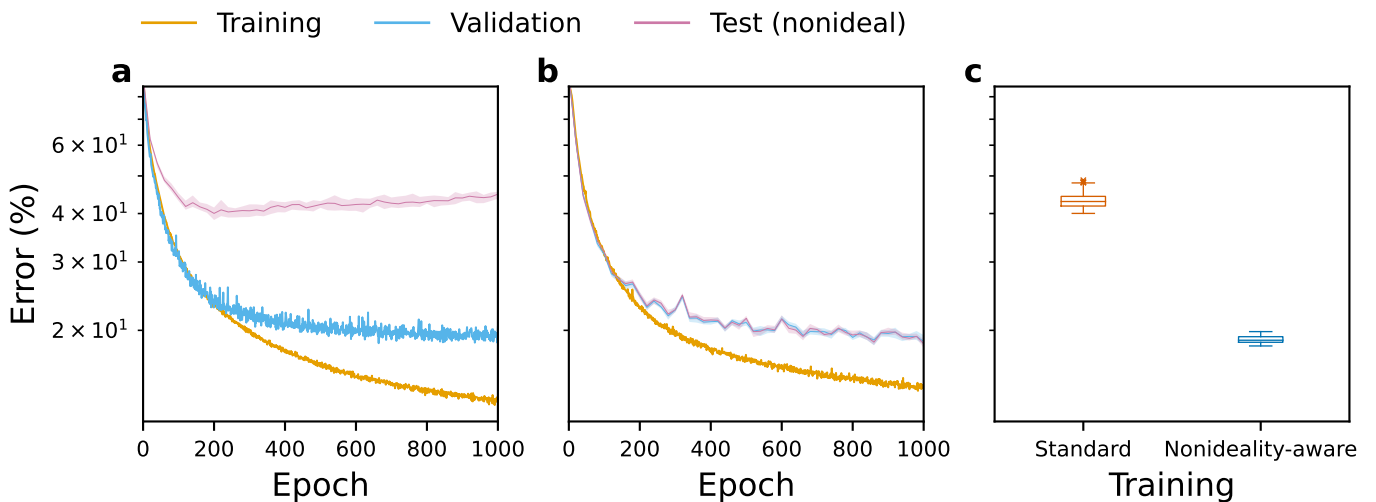 Training Validation Test (nonideal)
a b c
Error (%)
6 × 10¹
4 × 10¹
3 × 10¹
2 × 10¹
0 200 400 600 800 1000
Epoch
0 200 400 600 800 1000
Epoch
Standard Nonideality-aware
Training